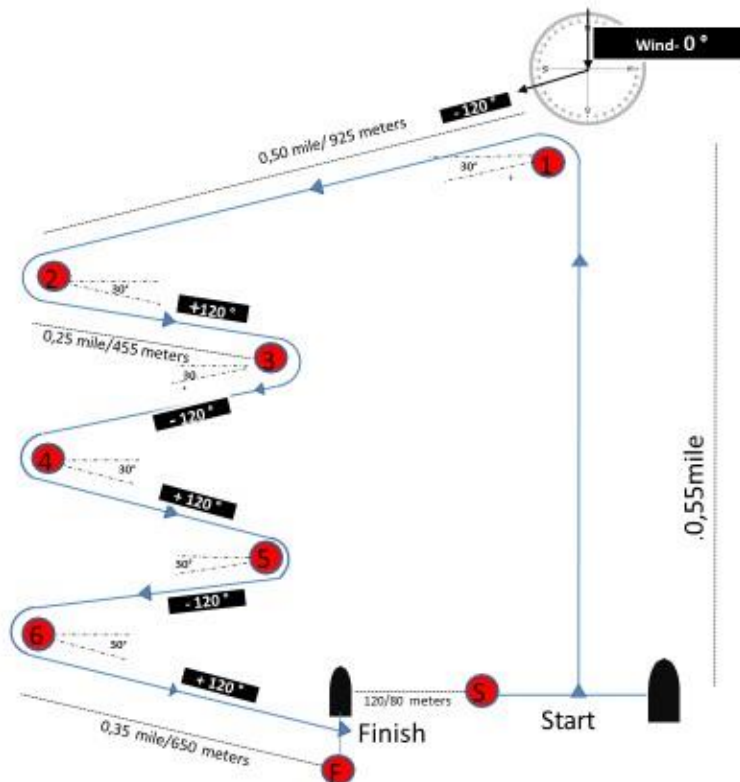 Wind- 0 °
- 120 °
0,50 mile/ 925 meters
1
30°
2
30°
+120 °
0,25 mile/455 meters
3
30
- 120 °
4
30°
+ 120 °
5
30°
- 120 °
6
30°
+ 120 °
0,35 mile/650 meters
.0,55mile
S
120/80 meters
Start
Finish
F